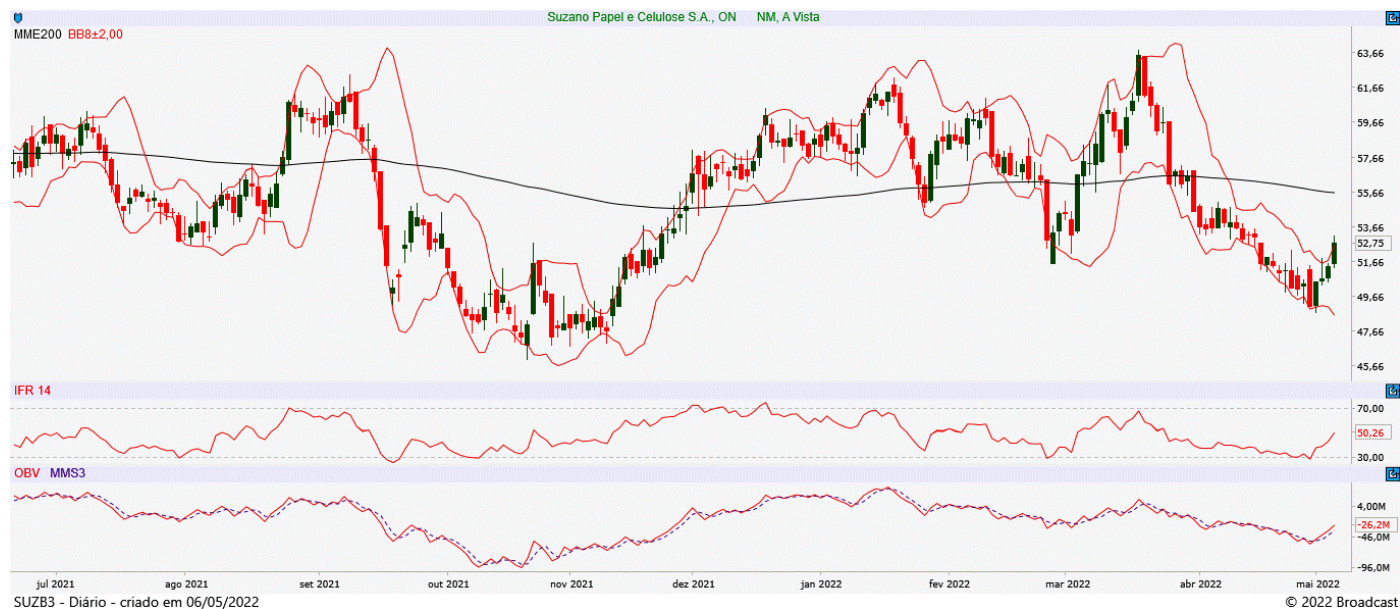 Suzano Papel e Celulose S.A., ON NM, A Vista
MME200 BB8±2,00
63,66
61,66
59,66
57,66
55,66
53,66
52,75
51,66
49,66
47,66
45,66
IFR 14
70,00
50,26
30,00
OBV MMS3
4,00M
-26,2M
-46,0M
-96,0M
jul 2021 ago 2021 set 2021 out 2021 nov 2021 dez 2021 jan 2022 fev 2022 mar 2022 abr 2022 mai 2022
SUZB3 - Diário - criado em 06/05/2022 © 2022 Broadcast